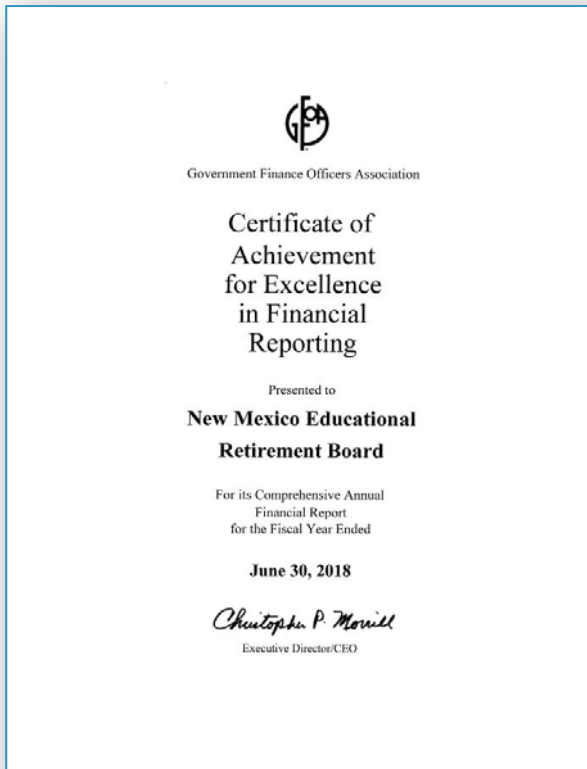 GFOA
Government Finance Officers Association
Certificate of
Achievement
for Excellence
in Financial
Reporting
Presented to
New Mexico Educational
Retirement Board
For its Comprehensive Annual
Financial Report
for the Fiscal Year Ended
June 30, 2018
Christopher P. Morrill
Executive Director/CEO